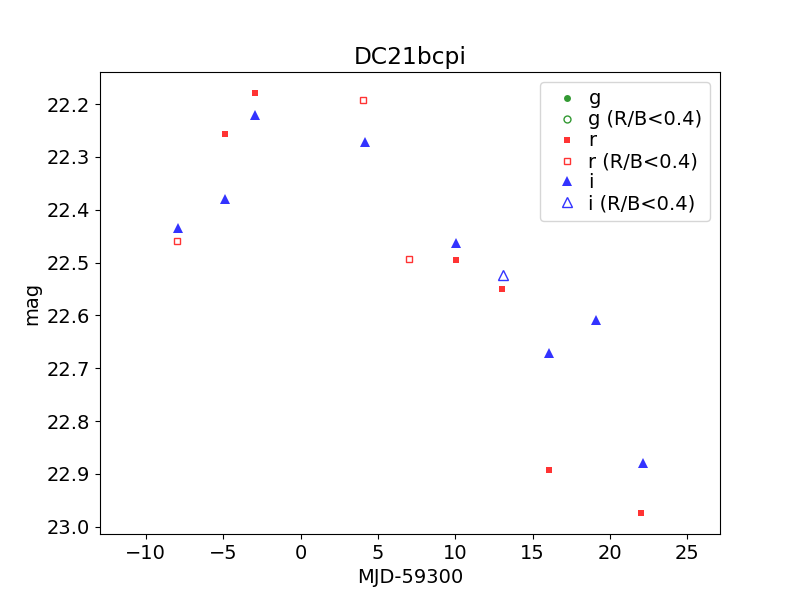 DC21bcpi
g
g (R/B<0.4)
r
r (R/B<0.4)
i
i (R/B<0.4)
22.2
22.3
22.4
22.5
22.6
22.7
22.8
22.9
23.0
mag
−10
−5
0
5
10
15
20
25
MJD-59300